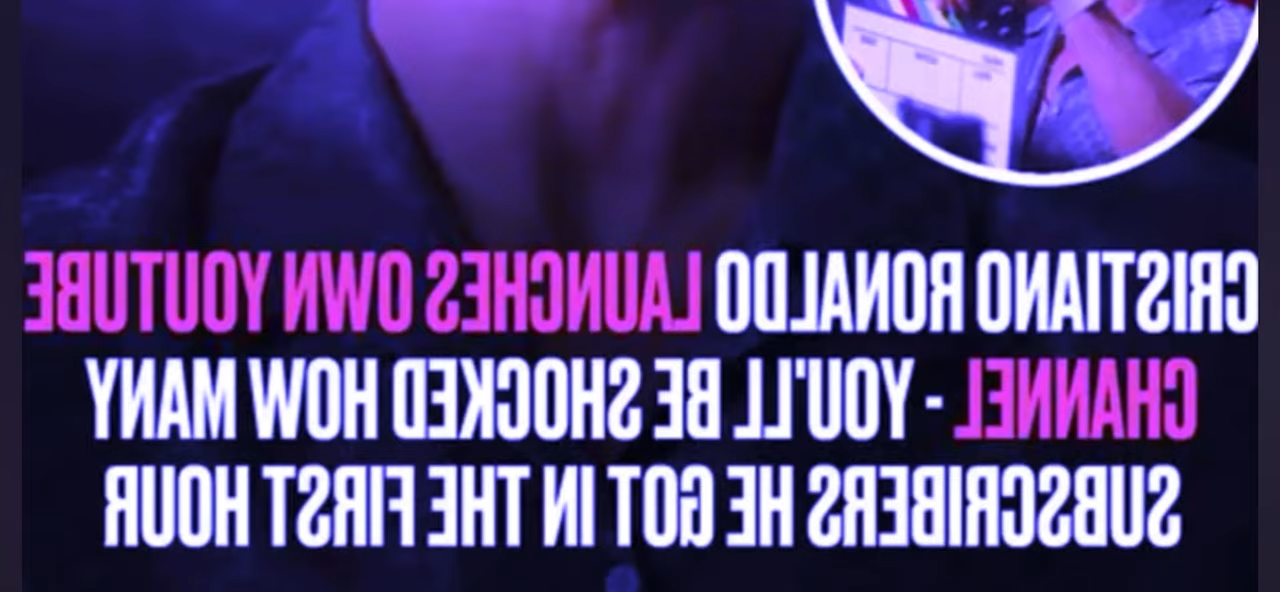 CRISTIANO RONALDO LAUNCHES OWN YOUTUBE
CHANNEL - YOU'LL BE SHOCKED HOW MANY
SUBSCRIBERS HE GOT IN THE FIRST HOUR